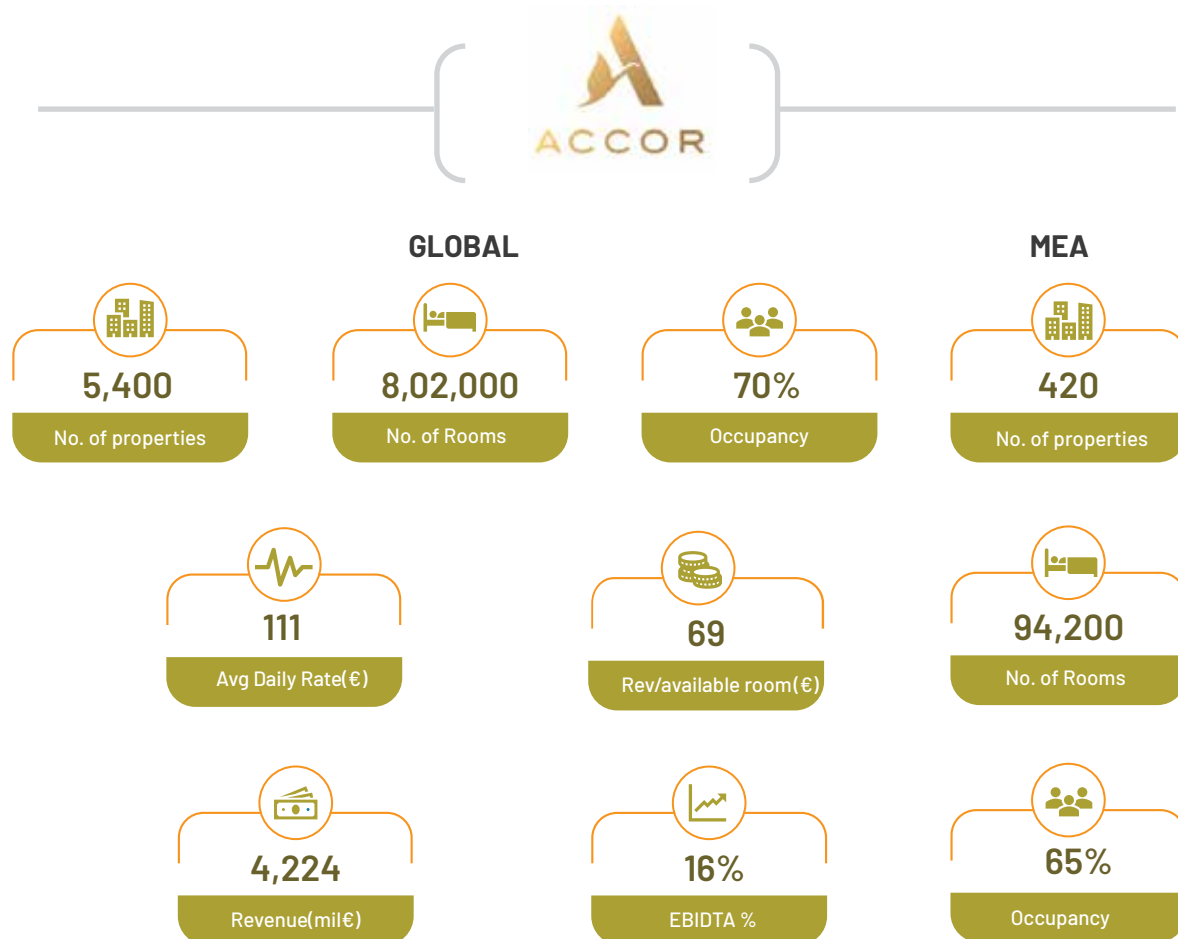 ACCOR
GLOBAL
MEA
5,400
No. of properties
8,02,000
No. of Rooms
70%
Occupancy
420
No. of properties
111
Avg Daily Rate(€)
69
Rev/available room(€)
94,200
No. of Rooms
4,224
Revenue(mil€)
16%
EBIDTA %
65%
Occupancy